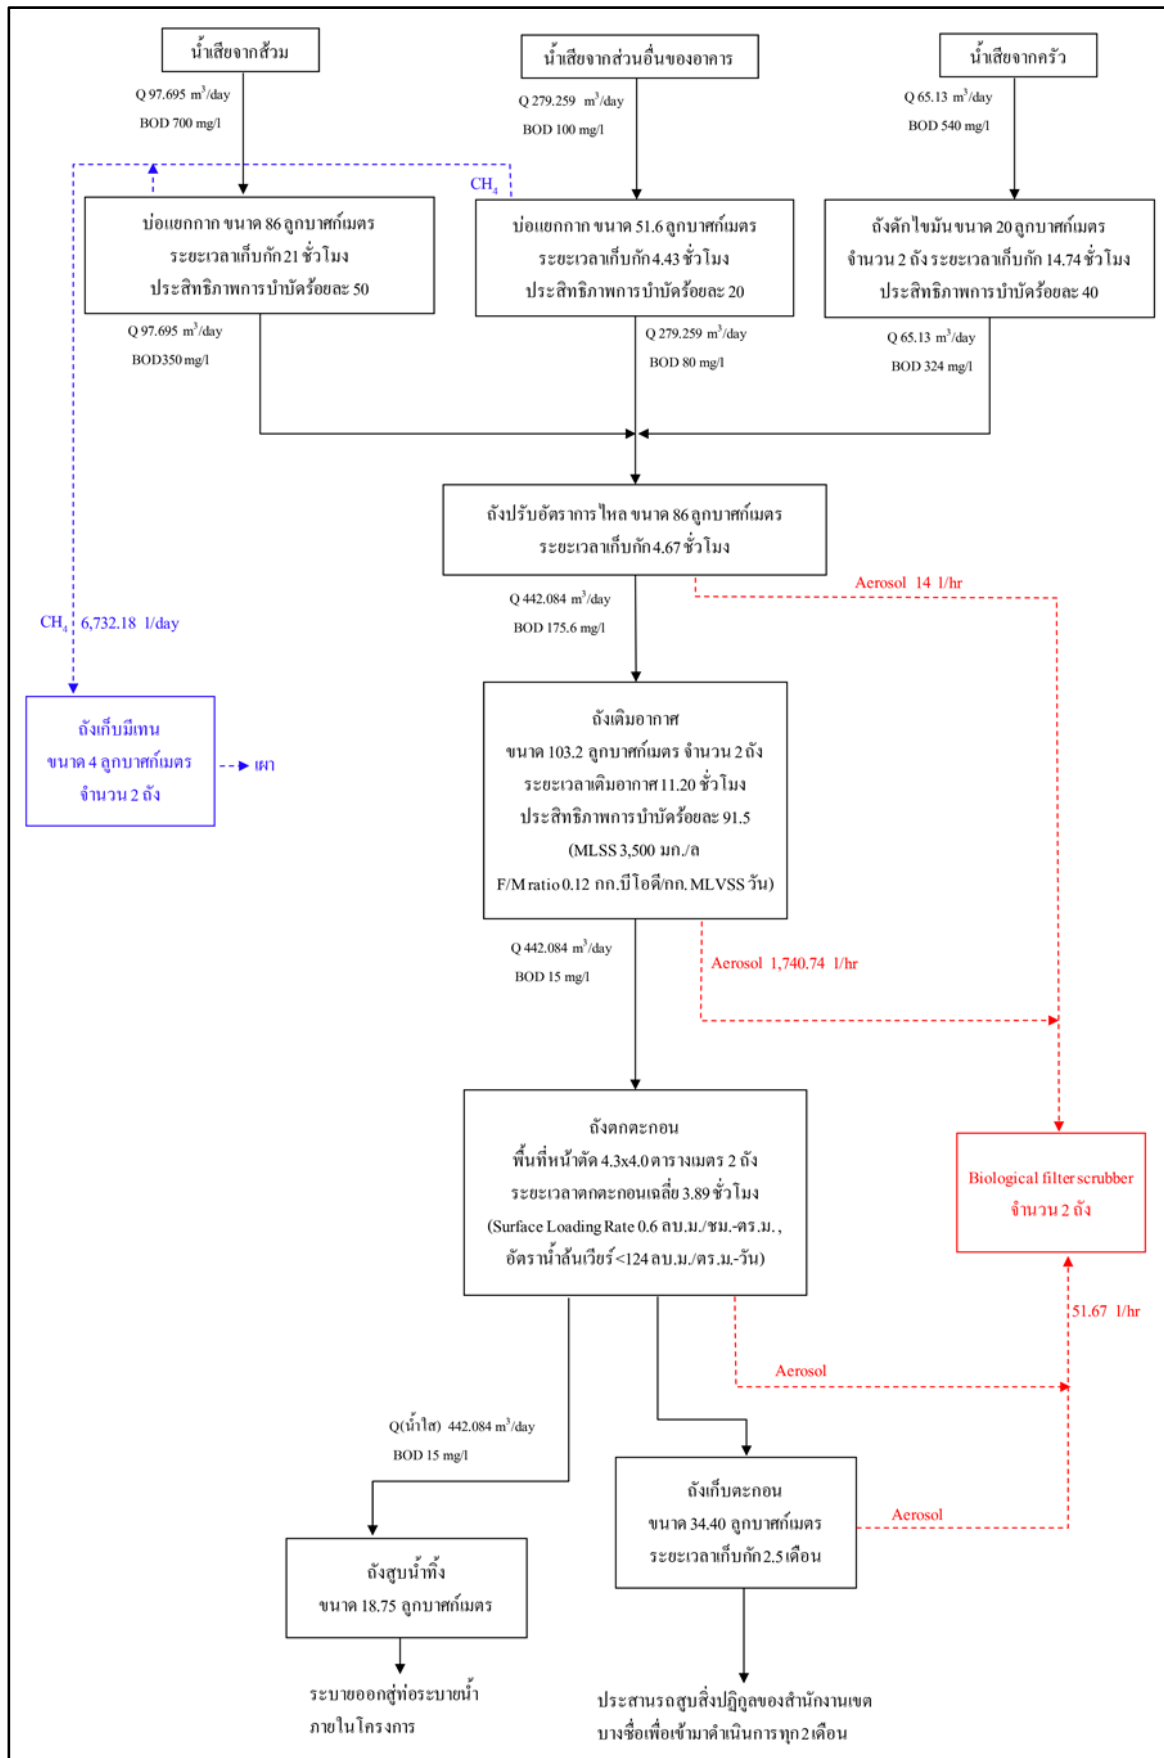 น้ำเสียจากส้วม
น้ำเสียจากส่วนอื่นของอาคาร
น้ำเสียจากครัว
Q 97.695 m³/day
BOD 700 mg/l
Q 279.259 m³/day
BOD 100 mg/l
Q 65.13 m³/day
BOD 540 mg/l
CH₄
บ่อแยกกาก ขนาด 86 ลูกบาศก์เมตร
ระยะเวลาเก็บกัก 21 ชั่วโมง
ประสิทธิภาพการบำบัดร้อยละ 50
บ่อแยกกาก ขนาด 51.6 ลูกบาศก์เมตร
ระยะเวลาเก็บกัก 4.43 ชั่วโมง
ประสิทธิภาพการบำบัดร้อยละ 20
ถังดักไขมัน ขนาด 20 ลูกบาศก์เมตร
จำนวน 2 ถัง ระยะเวลาเก็บกัก 14.74 ชั่วโมง
ประสิทธิภาพการบำบัดร้อยละ 40
Q 97.695 m³/day
BOD350 mg/l
Q 279.259 m³/day
BOD 80 mg/l
Q 65.13 m³/day
BOD 324 mg/l
ถังปรับอัตราการไหล ขนาด 86 ลูกบาศก์เมตร
ระยะเวลาเก็บกัก 4.67 ชั่วโมง
Aerosol 14 l/hr
Q 442.084 m³/day
BOD 175.6 mg/l
CH₄ 6,732.18 l/day
ถังเก็บมีเทน
ขนาด 4 ลูกบาศก์เมตร
จำนวน 2 ถัง
เผา
ถังเติมอากาศ
ขนาด 103.2 ลูกบาศก์เมตร จำนวน 2 ถัง
ระยะเวลาเติมอากาศ 11.20 ชั่วโมง
ประสิทธิภาพการบำบัดร้อยละ 91.5
(MLSS 3,500 มก./ล
F/M ratio 0.12 กก.บีโอดี/กก. MLVSS วัน)
Q 442.084 m³/day
BOD 15 mg/l
Aerosol 1,740.74 l/hr
ถังตกตะกอน
พื้นที่หน้าตัด 4.3x4.0 ตารางเมตร 2 ถัง
ระยะเวลาตกตะกอนเฉลี่ย 3.89 ชั่วโมง
(Surface Loading Rate 0.6 ลบ.ม./ชม.-ตร.ม. ,
อัตราน้ำล้นเวียร์ <124 ลบ.ม./ตร.ม.-วัน)
Biological filter scrubber
จำนวน 2 ถัง
51.67 l/hr
Aerosol
Q(น้ำใส) 442.084 m³/day
BOD 15 mg/l
ถังเก็บตะกอน
ขนาด 34.40 ลูกบาศก์เมตร
ระยะเวลาเก็บกัก 2.5 เดือน
Aerosol
ถังสูบน้ำทิ้ง
ขนาด 18.75 ลูกบาศก์เมตร
ระบายออกสู่ท่อระบายน้ำ
ภายในโครงการ
ประสานรถสูบสิ่งปฏิกูลของสำนักงานเขต
บางซื่อเพื่อเข้ามาดำเนินการทุก 2 เดือน